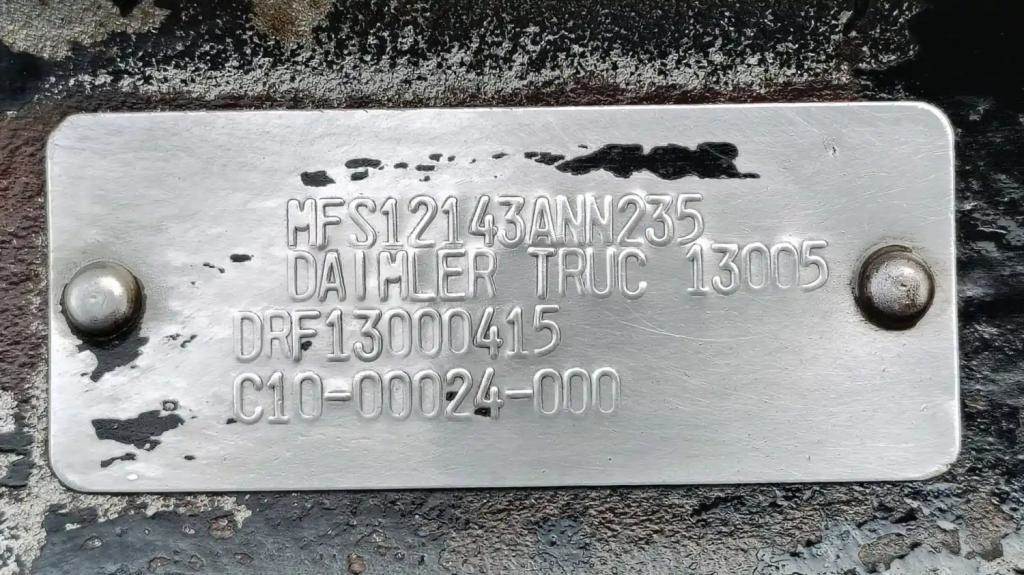 MFS12143ANN235
DAIMLER TRUC 13005
DRF13000415
C10-00024-000